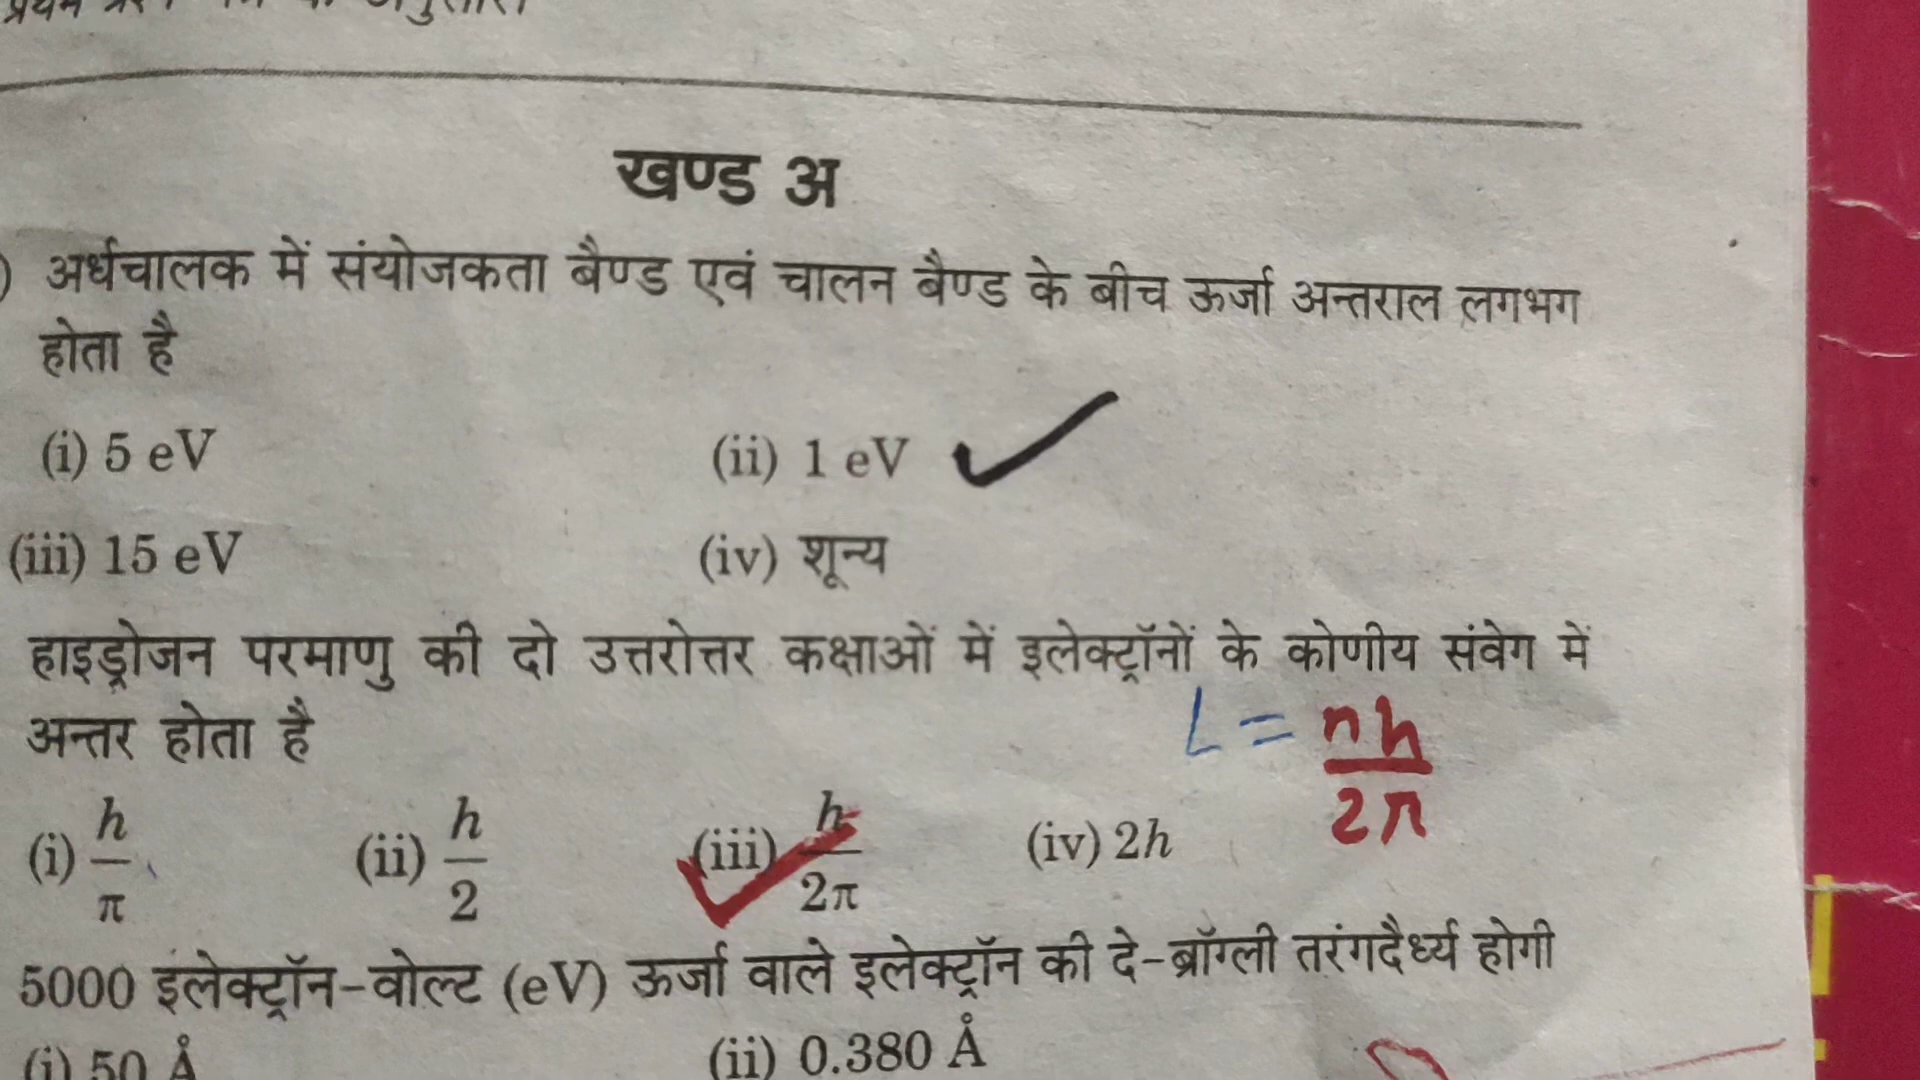 खण्ड अ
) अर्धचालक में संयोजकता बैण्ड एवं चालन बैण्ड के बीच ऊर्जा अन्तराल लगभग
होता है
(i) 5 eV (ii) 1 eV ✓
(iii) 15 eV (iv) शून्य
हाइड्रोजन परमाणु की दो उत्तरोत्तर कक्षाओं में इलेक्ट्रॉनों के कोणीय संवेग में
अन्तर होता है L = nh/2π
(i) h/π (ii) h/2 (iii) h/2π (iv) 2h
5000 इलेक्ट्रॉन-वोल्ट (eV) ऊर्जा वाले इलेक्ट्रॉन की दे-ब्रॉग्ली तरंगदैर्ध्य होगी
(i) 50 Å (ii) 0.380 Å